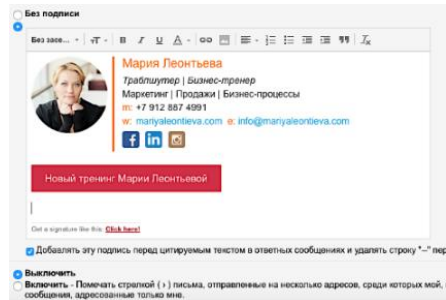 Без подписи
Без засе...
Мария Леонтьева
Траблшутер | Бизнес-тренер
Маркетинг | Продажи | Бизнес-процессы
m: +7 912 887 4991
w: mariyaleontieva.com e: info@mariyaleontieva.com
Новый тренинг Марии Леонтьевой
Get a signature like this: Click here!
Добавлять эту подпись перед цитируемым текстом в ответных сообщениях и удалять строку "--" пер
Выключить
Включить - Помечать стрелкой ( › ) письма, отправленные на несколько адресов, среди которых мой,
сообщения, адресованные только мне.